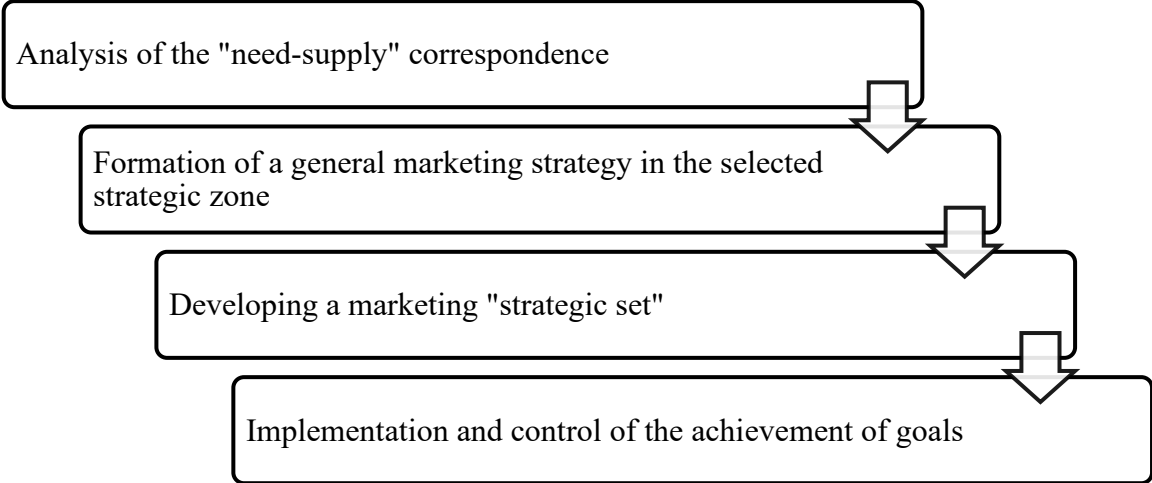 Analysis of the "need-supply" correspondence
Formation of a general marketing strategy in the selected
strategic zone
Developing a marketing "strategic set"
Implementation and control of the achievement of goals